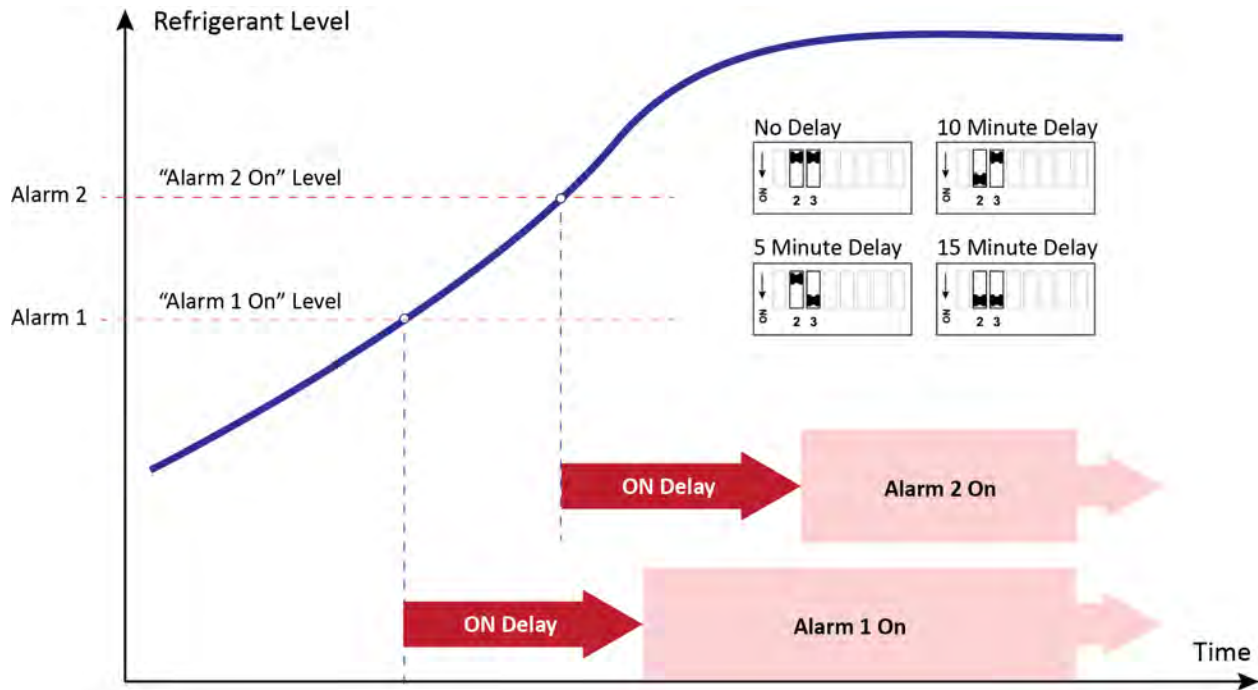 Refrigerant Level
No Delay
10 Minute Delay
ON
2 3
ON
2 3
"Alarm 2 On" Level
Alarm 2
5 Minute Delay
15 Minute Delay
ON
2 3
ON
2 3
"Alarm 1 On" Level
Alarm 1
ON Delay
Alarm 2 On
ON Delay
Alarm 1 On
Time